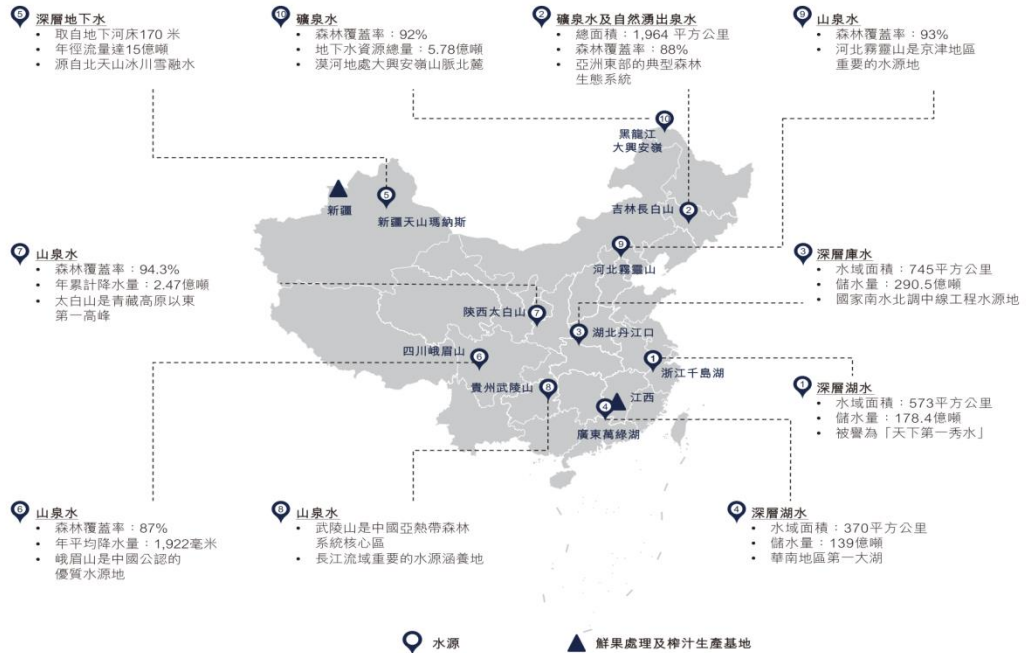 5 深層地下水
• 取自地下河床170 米
• 年徑流量達15億噸
• 源自北天山冰川雪融水
10 礦泉水
• 森林覆蓋率：92%
• 地下水資源總量：5.78億噸
• 漠河地處大興安嶺山脈北麓
2 礦泉水及自然湧出泉水
• 總面積：1,964 平方公里
• 森林覆蓋率：88%
• 亞洲東部的典型森林
生態系統
9 山泉水
• 森林覆蓋率：93%
• 河北霧靈山是京津地區
重要的水源地
10
黑龍江
大興安嶺
新疆
5
新疆天山瑪納斯
2
吉林長白山
9
河北霧靈山
7 山泉水
• 森林覆蓋率：94.3%
• 年累計降水量：2.47億噸
• 太白山是青藏高原以東
第一高峰
3 深層庫水
• 水域面積：745平方公里
• 儲水量：290.5億噸
• 國家南水北調中線工程水源地
7
陝西太白山
3
湖北丹江口
四川峨眉山
6
1
浙江千島湖
貴州武陵山
8
江西
4
廣東萬綠湖
1 深層湖水
• 水域面積：573平方公里
• 儲水量：178.4億噸
• 被譽為「天下第一秀水」
6 山泉水
• 森林覆蓋率：87%
• 年平均降水量：1,922毫米
• 峨眉山是中國公認的
優質水源地
8 山泉水
• 武陵山是中國亞熱帶森林
系統核心區
• 長江流域重要的水源涵養地
4 深層湖水
• 水域面積：370平方公里
• 儲水量：139億噸
• 華南地區第一大湖
水源
鮮果處理及榨汁生產基地